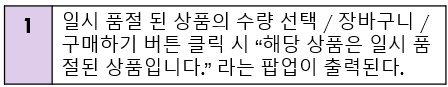 1
일시 품절 된 상품의 수량 선택 / 장바구니 /
구매하기 버튼 클릭 시 “해당 상품은 일시 품
절된 상품입니다.” 라는 팝업이 출력된다.